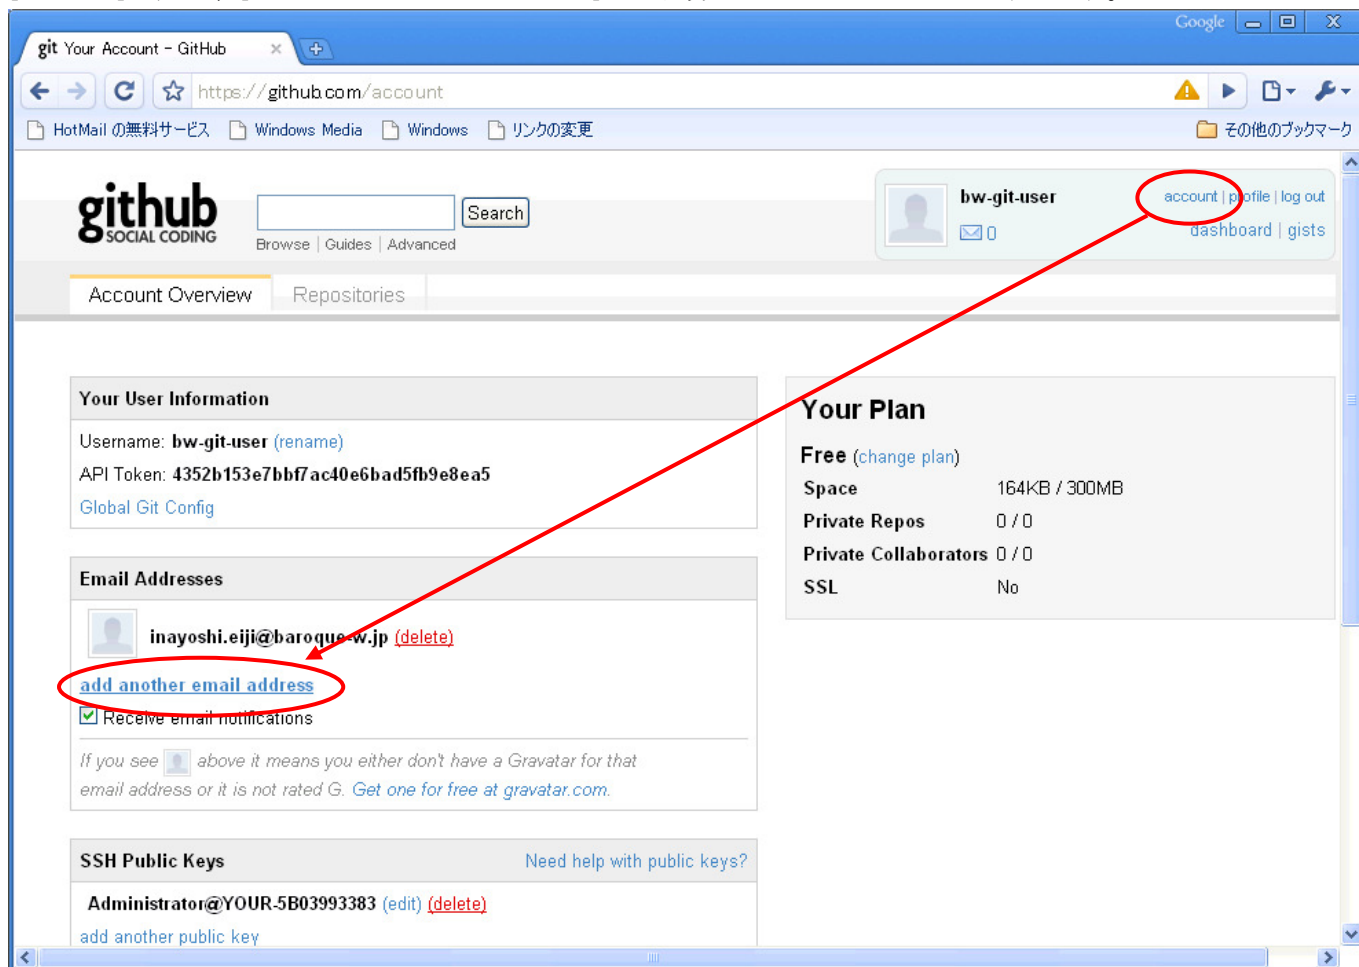 Google
git Your Account - GitHub
https://github.com/account
HotMail の無料サービス Windows Media Windows リンクの変更 その他のブックマーク
github
SOCIAL CODING
Search
Browse | Guides | Advanced
bw-git-user
account | profile | log out
0
dashboard | gists
Account Overview Repositories
Your User Information
Username: bw-git-user (rename)
API Token: 4352b153e7bbf7ac40e6bad5fb9e8ea5
Global Git Config
Email Addresses
inayoshi.eiji@baroque-w.jp (delete)
add another email address
Receive email notifications
If you see above it means you either don't have a Gravatar for that
email address or it is not rated G. Get one for free at gravatar.com.
SSH Public Keys Need help with public keys?
Administrator@YOUR-5B03993383 (edit) (delete)
add another public key
Your Plan
Free (change plan)
Space 164KB / 300MB
Private Repos 0 / 0
Private Collaborators 0 / 0
SSL No